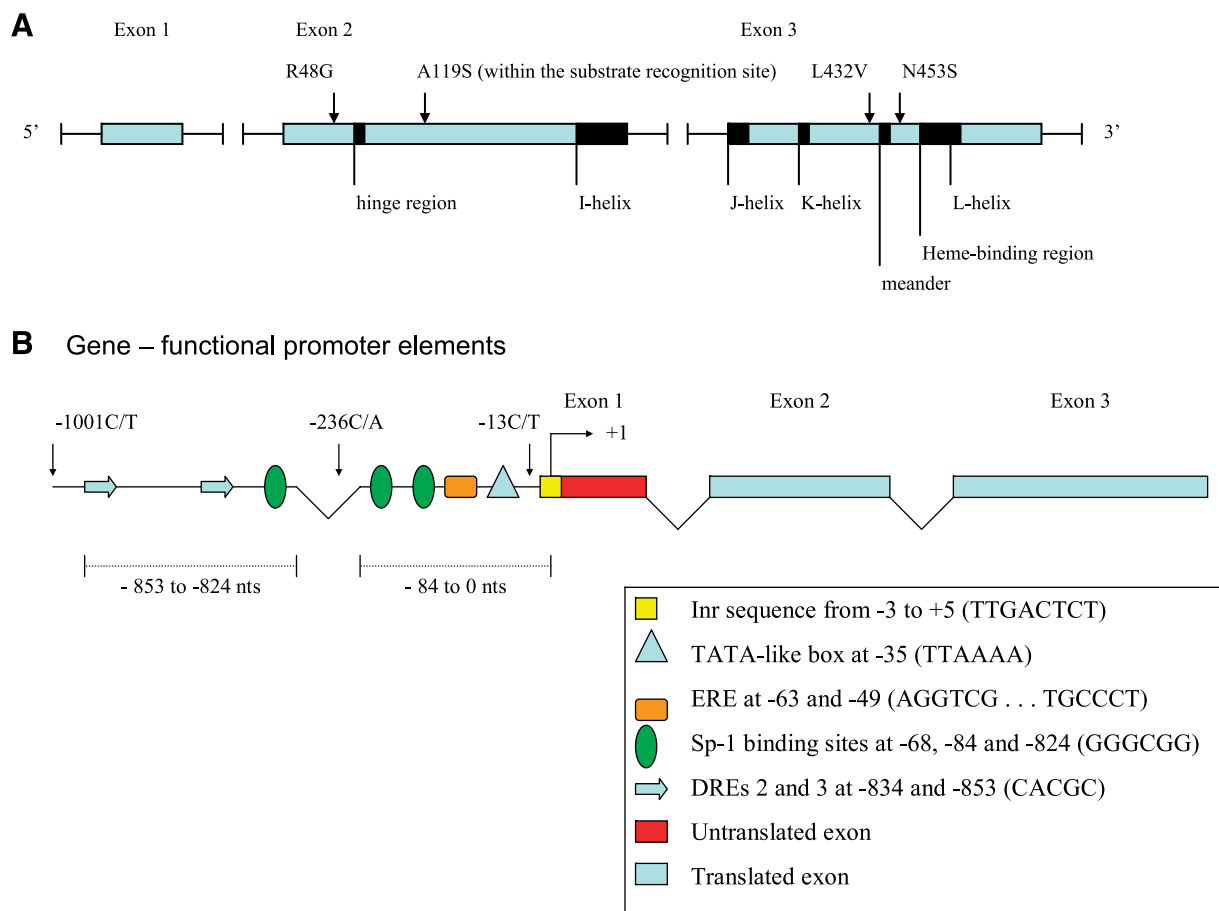 A
Exon 1 Exon 2 Exon 3
R48G A119S (within the substrate recognition site) L432V N453S
5’ 3’
hinge region I-helix J-helix K-helix L-helix
Heme-binding region
meander
B Gene – functional promoter elements
Exon 1 Exon 2 Exon 3
-1001C/T -236C/A -13C/T
+1
- 853 to -824 nts - 84 to 0 nts
Inr sequence from -3 to +5 (TTGACTCT)
TATA-like box at -35 (TTAAAA)
ERE at -63 and -49 (AGGTCG . . . TGCCCT)
Sp-1 binding sites at -68, -84 and -824 (GGGCGG)
DREs 2 and 3 at -834 and -853 (CACGC)
Untranslated exon
Translated exon